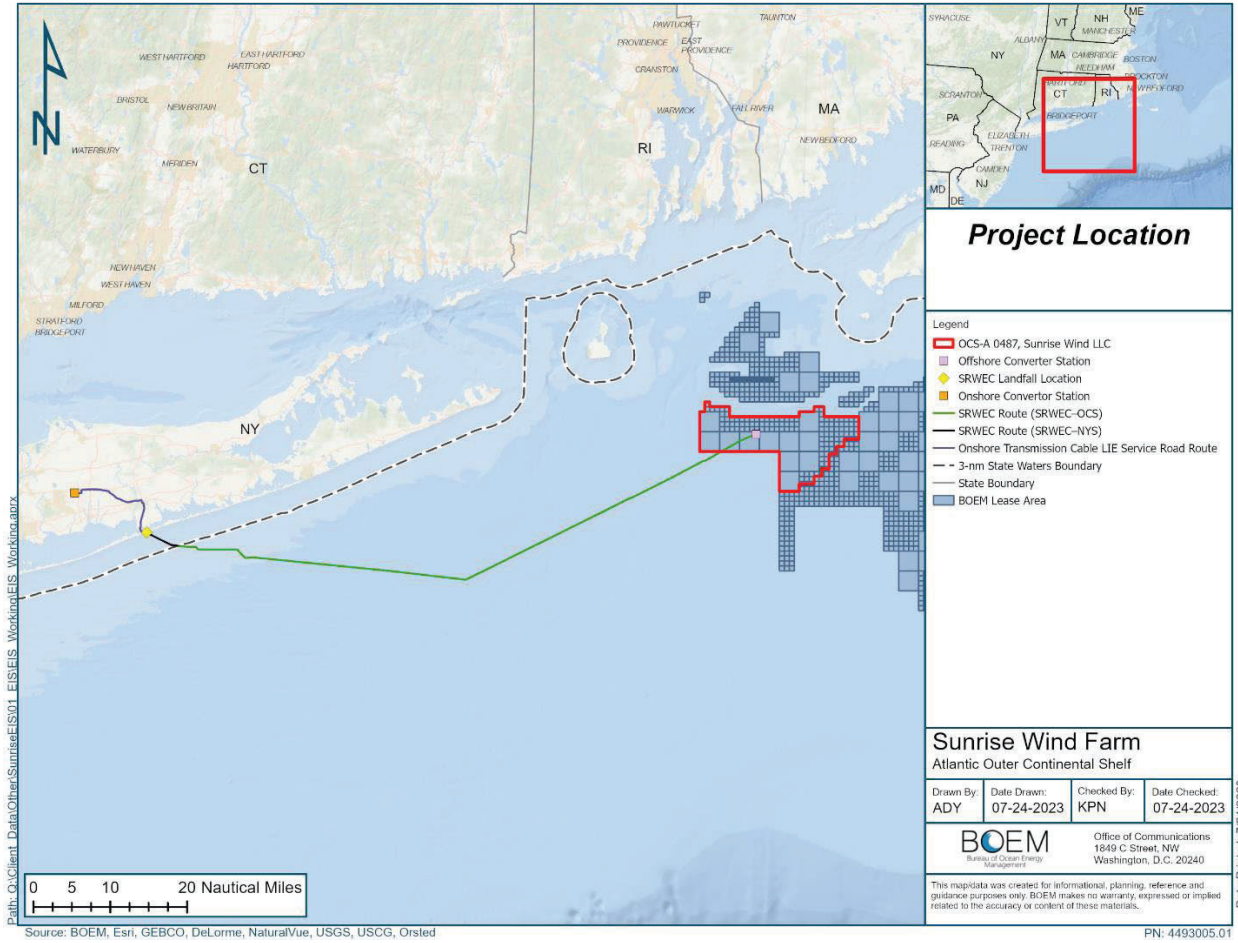 N
WEST HARTFORD
EAST HARTFORD
HARTFORD
BRISTOL
NEW BRITAIN
WATERBURY
MERIDEN
CT
NEW HAVEN
WEST HAVEN
MILFORD
STRATFORD
BRIDGEPORT
PAWTUCKET
TAUNTON
PROVIDENCE
EAST
PROVIDENCE
CRANSTON
WARWICK
FALL RIVER
MA
NEW BEDFORD
RI
NY
0 5 10 20 Nautical Miles
Source: BOEM, Esri, GEBCO, DeLorme, NaturalVue, USGS, USCG, Orsted
Path: Q:\Client_Data\Other\SunriseEIS\01_EIS\EIS_Working\EIS_Working.aprx
SYRACUSE
VT
NH
ME
MANCHESTER
ALBANY
NY
MA
CAMBRIDGE
BOSTON
NEEDHAM
BROCKTON
HARTFORD
CT
RI
NEW BEDFORD
SCRANTON
BRIDGEPORT
PA
ELIZABETH
READING
TRENTON
CAMDEN
NJ
MD
DE
Project Location
Legend
OCS-A 0487, Sunrise Wind LLC
Offshore Converter Station
SRWEC Landfall Location
Onshore Convertor Station
SRWEC Route (SRWEC–OCS)
SRWEC Route (SRWEC–NYS)
Onshore Transmission Cable LIE Service Road Route
3-nm State Waters Boundary
State Boundary
BOEM Lease Area
Sunrise Wind Farm
Atlantic Outer Continental Shelf
Drawn By: ADY
Date Drawn: 07-24-2023
Checked By: KPN
Date Checked: 07-24-2023
BOEM
Bureau of Ocean Energy
Management
Office of Communications
1849 C Street, NW
Washington, D.C. 20240
This map/data was created for informational, planning, reference and
guidance purposes only. BOEM makes no warranty, expressed or implied
related to the accuracy or content of these materials.
PN: 4493005.01